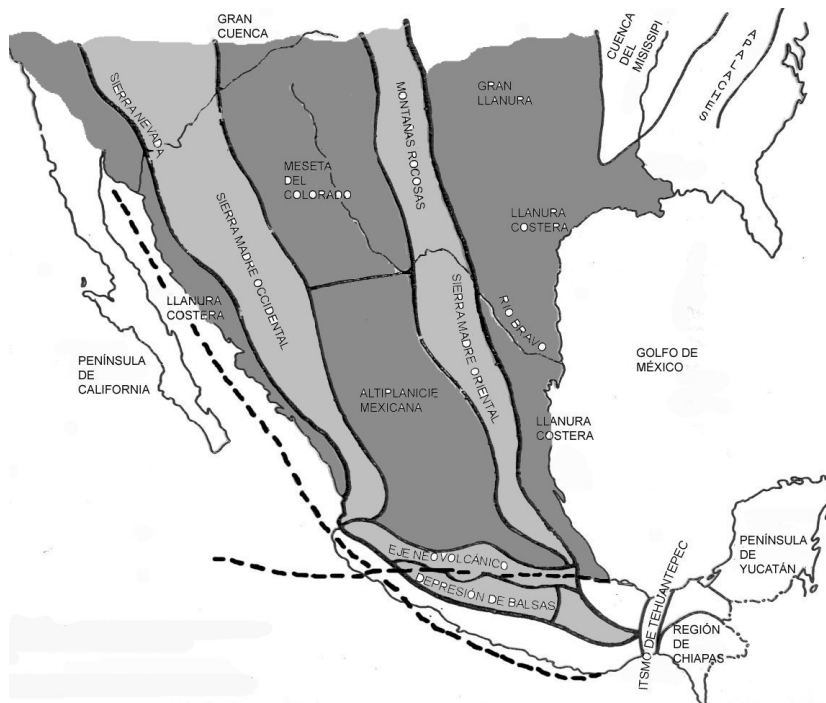 GRAN
CUENCA
CUENCA
DEL
MISISSIPI
APALACHES
SIERRA NEVADA
MONTAÑAS ROCOSAS
GRAN
LLANURA
MESETA
DEL
COLORADO
LLANURA
COSTERA
SIERRA MADRE OCCIDENTAL
LLANURA
COSTERA
SIERRA MADRE ORIENTAL
RIO BRAVO
PENÍNSULA
DE
CALIFORNIA
GOLFO DE
MÉXICO
ALTIPLANICIE
MEXICANA
LLANURA
COSTERA
EJE NEOVOLCÁNICO
DEPRESIÓN DE BALSAS
PENÍNSULA
DE
YUCATÁN
ITSMO DE TEHUANTEPEC
REGIÓN
DE
CHIAPAS